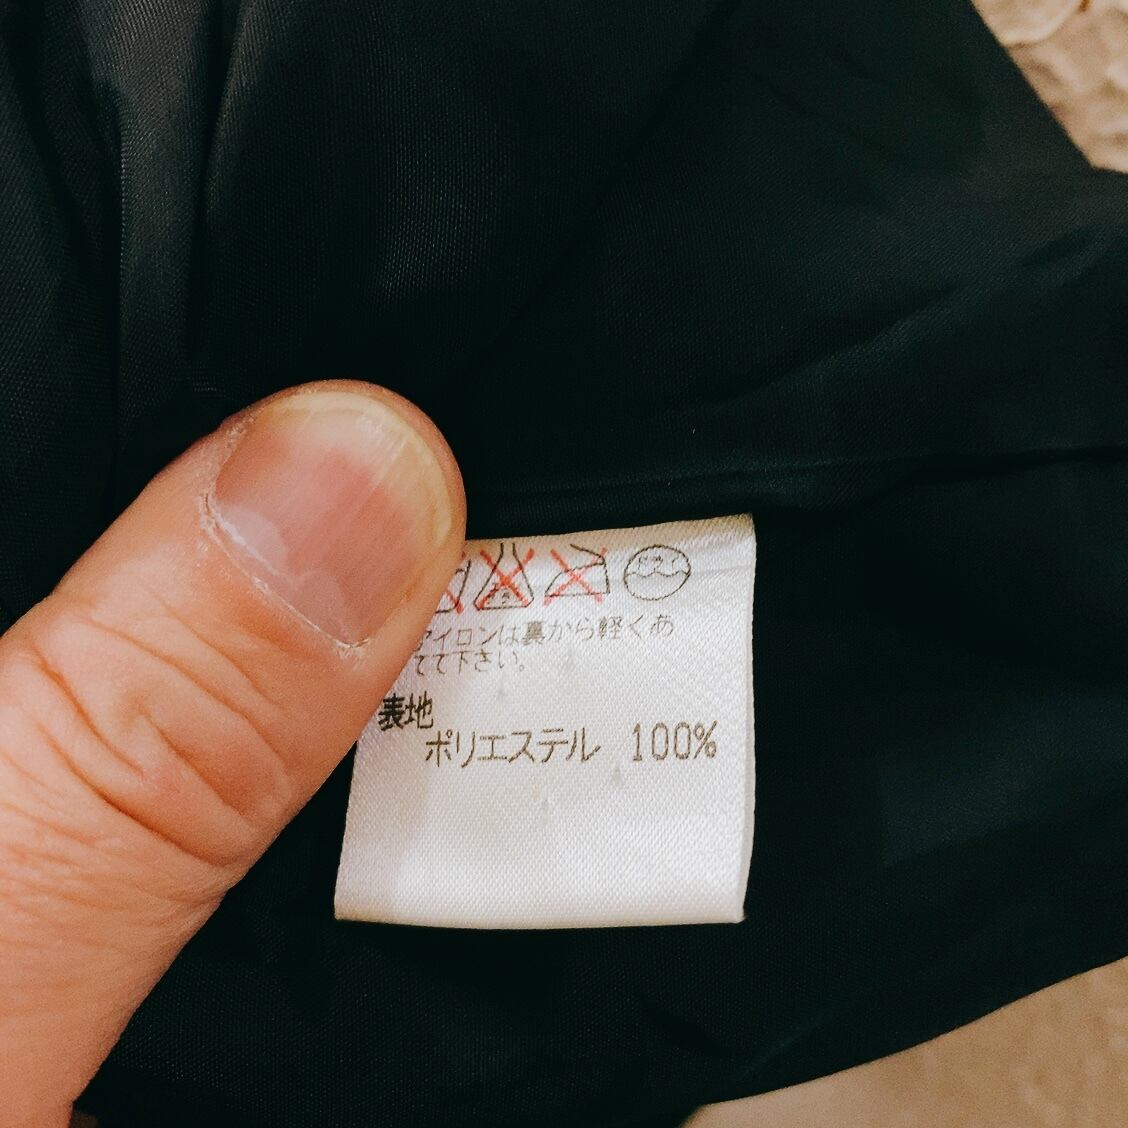 アイロンは裏から軽くあ
てて下さい。
表地
ポリエステル 100%